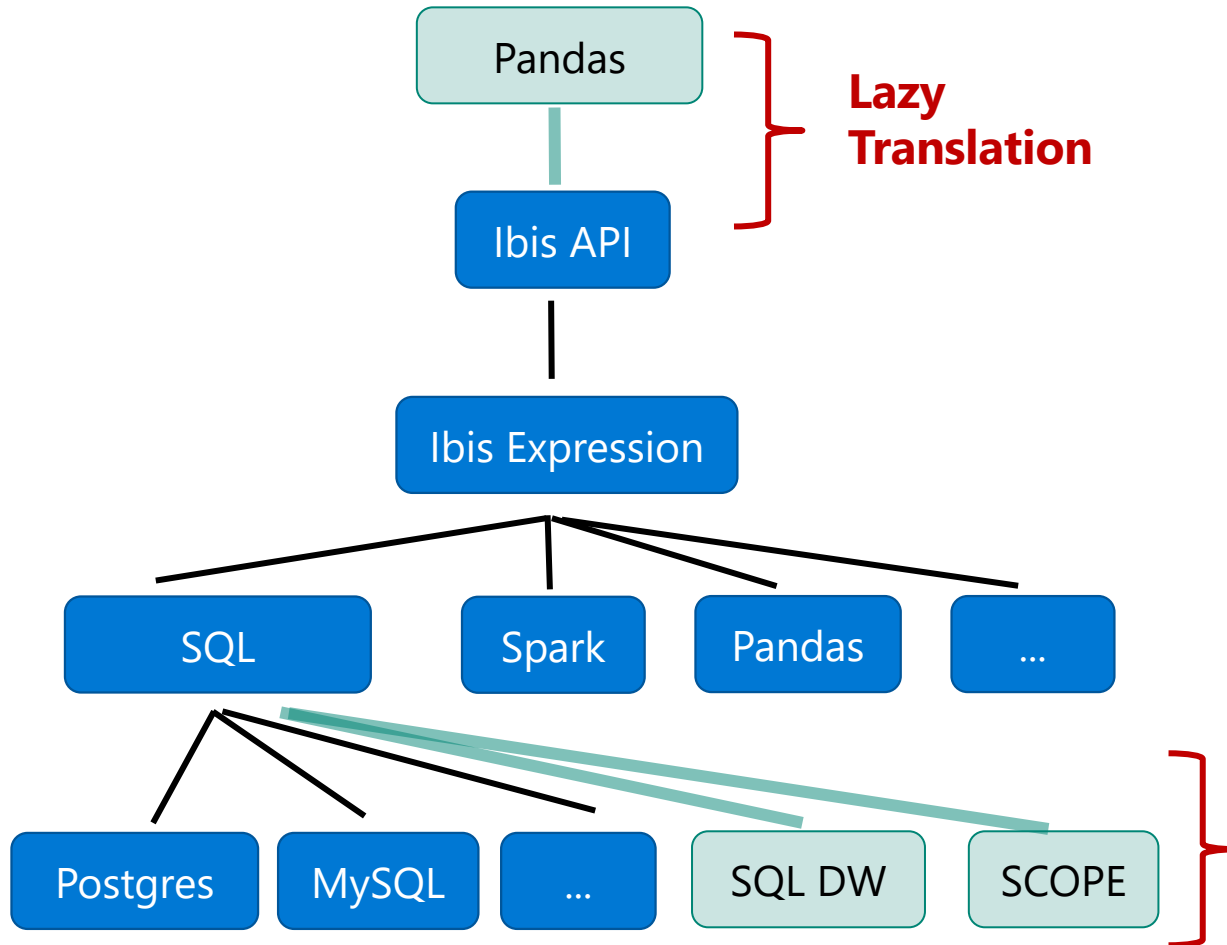 Pandas
Lazy
Translation
Ibis API
Ibis Expression
SQL
Spark
Pandas
...
Postgres
MySQL
...
SQL DW
SCOPE